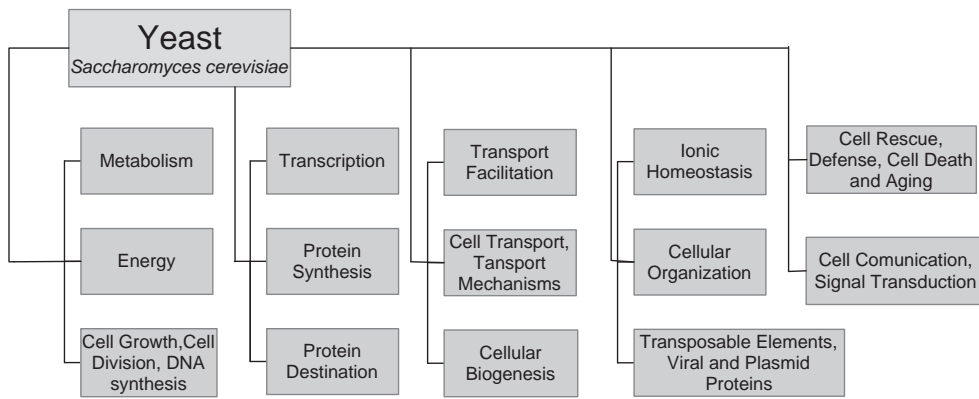 Yeast
Saccharomyces cerevisiae
Metabolism
Energy
Cell Growth,Cell
Division, DNA
synthesis
Transcription
Protein
Synthesis
Protein
Destination
Transport
Facilitation
Cell Transport,
Tansport
Mechanisms
Cellular
Biogenesis
Ionic
Homeostasis
Cellular
Organization
Transposable Elements,
Viral and Plasmid
Proteins
Cell Rescue,
Defense, Cell Death
and Aging
Cell Comunication,
Signal Transduction